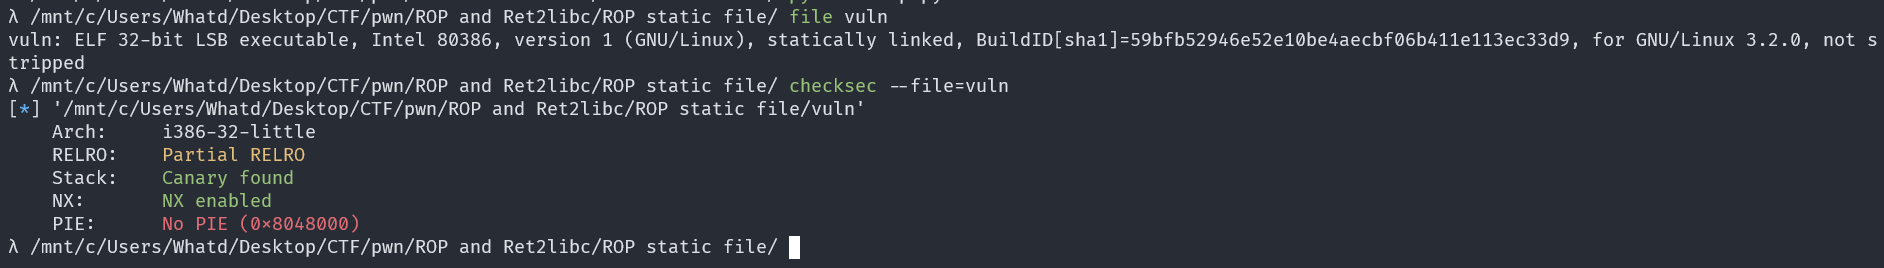 λ /mnt/c/Users/Whatd/Desktop/CTF/pwn/ROP and Ret2libc/ROP static file/ file vuln
vuln: ELF 32-bit LSB executable, Intel 80386, version 1 (GNU/Linux), statically linked, BuildID[sha1]=59bfb52946e52e10be4aecbf06b411e113ec33d9, for GNU/Linux 3.2.0, not s
tripped
λ /mnt/c/Users/Whatd/Desktop/CTF/pwn/ROP and Ret2libc/ROP static file/ checksec --file=vuln
[*] '/mnt/c/Users/Whatd/Desktop/CTF/pwn/ROP and Ret2libc/ROP static file/vuln'
    Arch:     i386-32-little
    RELRO:    Partial RELRO
    Stack:    Canary found
    NX:       NX enabled
    PIE:      No PIE (0x8048000)
λ /mnt/c/Users/Whatd/Desktop/CTF/pwn/ROP and Ret2libc/ROP static file/